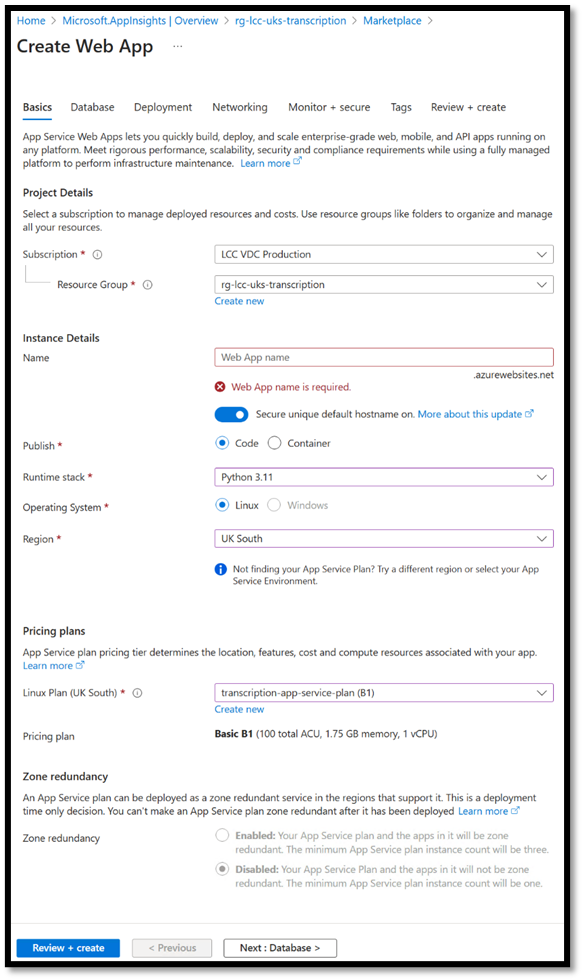 Home > Microsoft.AppInsights | Overview > rg-lcc-uks-transcription > Marketplace >
Create Web App ...
Basics Database Deployment Networking Monitor + secure Tags Review + create
App Service Web Apps lets you quickly build, deploy, and scale enterprise-grade web, mobile, and API apps running on
any platform. Meet rigorous performance, scalability, security and compliance requirements while using a fully managed
platform to perform infrastructure maintenance. Learn more
Project Details
Select a subscription to manage deployed resources and costs. Use resource groups like folders to organize and manage
all your resources.
Subscription * LCC VDC Production
Resource Group * rg-lcc-uks-transcription
Create new
Instance Details
Name Web App name
.azurewebsites.net
Web App name is required.
Secure unique default hostname on. More about this update
Publish * Code Container
Runtime stack * Python 3.11
Operating System * Linux Windows
Region * UK South
Not finding your App Service Plan? Try a different region or select your App
Service Environment.
Pricing plans
App Service plan pricing tier determines the location, features, cost and compute resources associated with your app.
Learn more
Linux Plan (UK South) * transcription-app-service-plan (B1)
Create new
Pricing plan Basic B1 (100 total ACU, 1.75 GB memory, 1 vCPU)
Zone redundancy
An App Service plan can be deployed as a zone redundant service in the regions that support it. This is a deployment
time only decision. You can't make an App Service plan zone redundant after it has been deployed Learn more
Zone redundancy Enabled: Your App Service plan and the apps in it will be zone
redundant. The minimum App Service plan instance count will be three.
Disabled: Your App Service Plan and the apps in it will not be zone
redundant. The minimum App Service plan instance count will be one.
Review + create < Previous Next : Database >